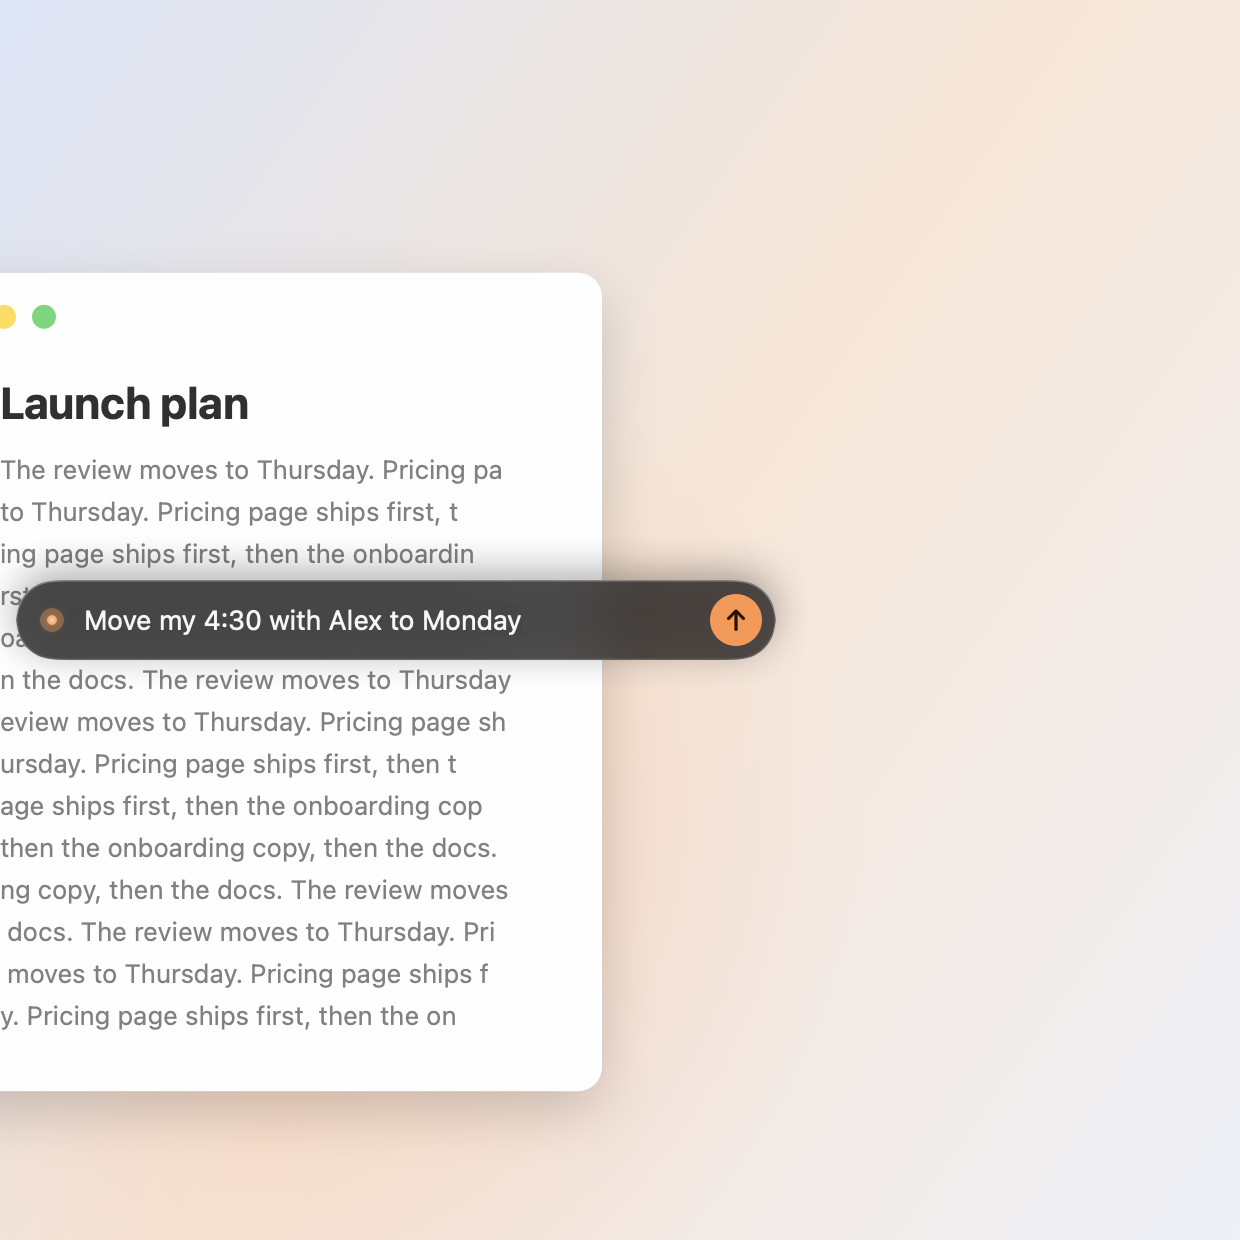 Launch plan
The review moves to Thursday. Pricing pa
to Thursday. Pricing page ships first, t
ing page ships first, then the onboardin
Move my 4:30 with Alex to Monday
n the docs. The review moves to Thursday
eview moves to Thursday. Pricing page sh
ursday. Pricing page ships first, then t
age ships first, then the onboarding cop
then the onboarding copy, then the docs.
ng copy, then the docs. The review moves
docs. The review moves to Thursday. Pri
moves to Thursday. Pricing page ships f
y. Pricing page ships first, then the on